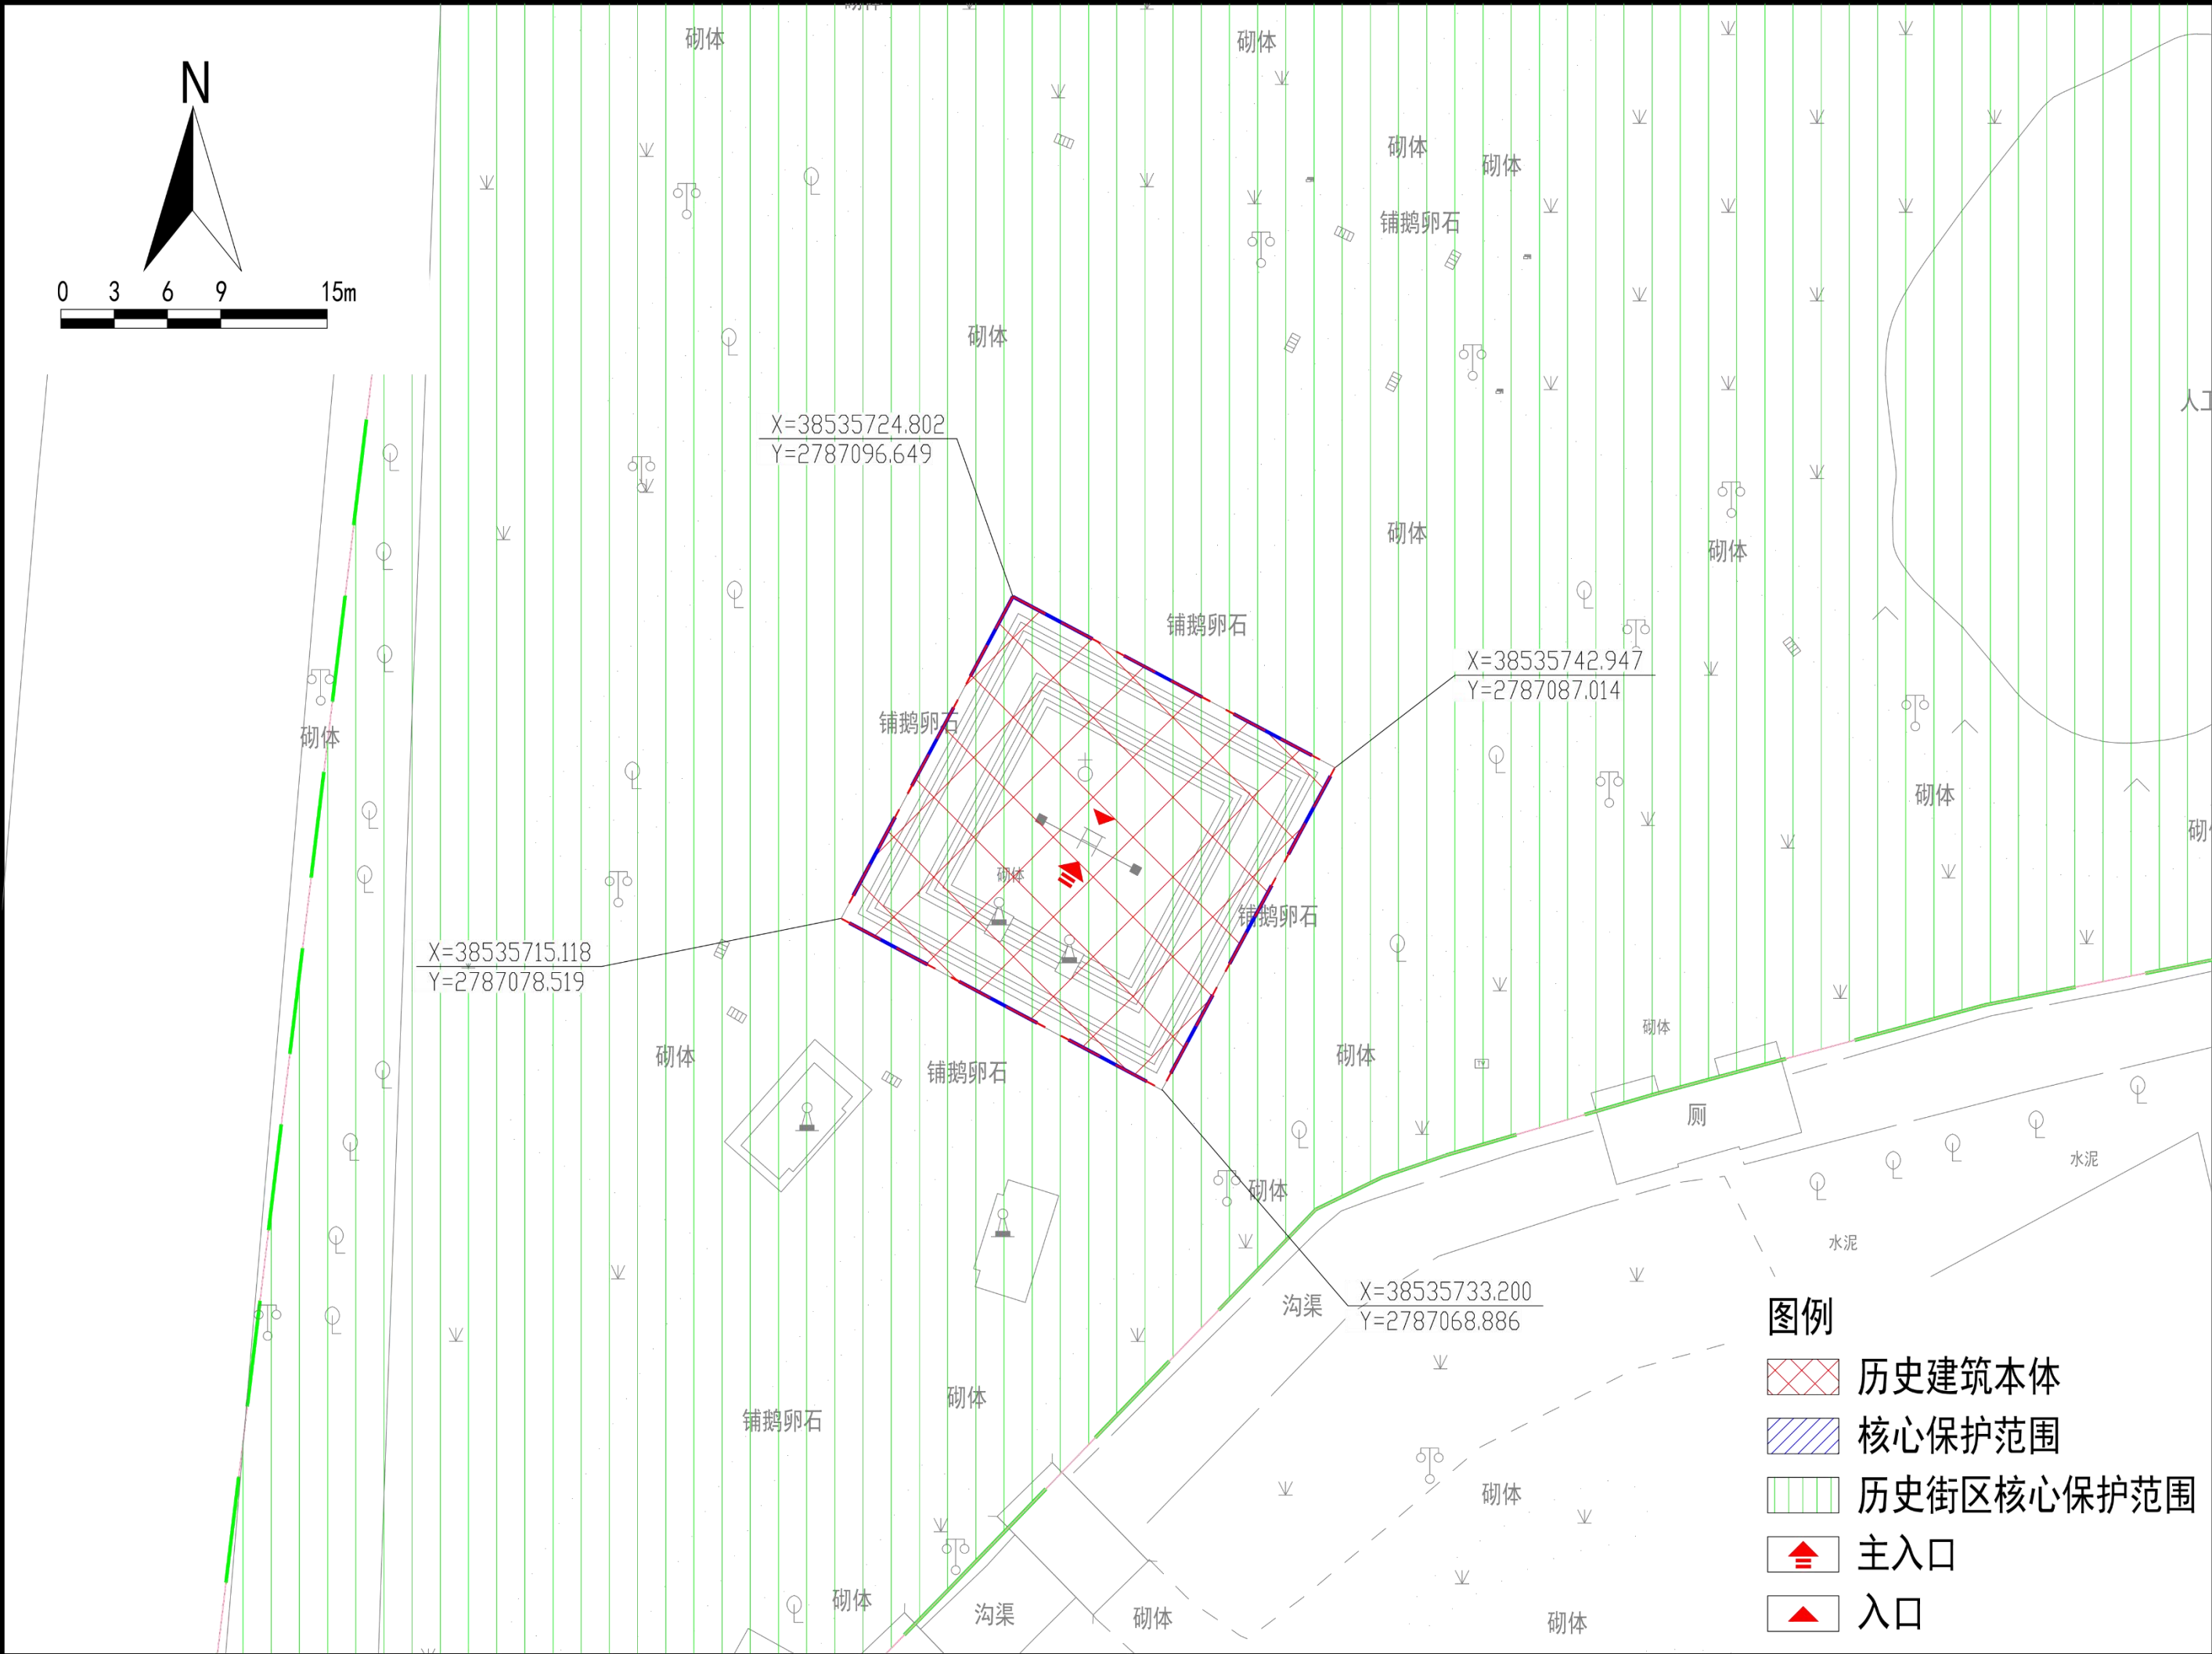 砌体
砌体
N
砌体
砌体
铺鹅卵石
0 3 6 9 15m
砌体
人工
X=38535724.802
Y=2787096.649
砌体
砌体
铺鹅卵石
X=38535742.947
Y=2787087.014
铺鹅卵石
砌体
砌体
砌
砌体
铺鹅卵石
X=38535715.118
Y=2787078.519
砌体
砌体
砌体
铺鹅卵石
TV
厕
水泥
砌体
水泥
X=38535733.200
Y=2787068.886
沟渠
图例
历史建筑本体
砌体
核心保护范围
铺鹅卵石
砌体
历史街区核心保护范围
主入口
砌体
沟渠
砌体
砌体
入口